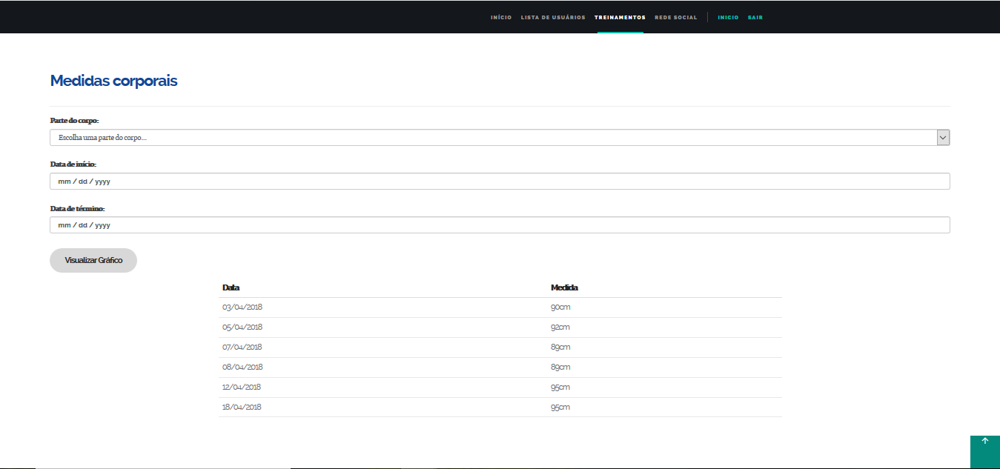 INÍCIO LISTA DE USUÁRIOS TREINAMENTOS REDE SOCIAL INICIO SAIR
Medidas corporais
Parte do corpo:
Escolha uma parte do corpo...
Data de início:
mm / dd / yyyy
Data de término:
mm / dd / yyyy
Visualizar Gráfico
Data Medida
03/04/2018 90cm
05/04/2018 92cm
07/04/2018 89cm
08/04/2018 89cm
12/04/2018 95cm
18/04/2018 95cm